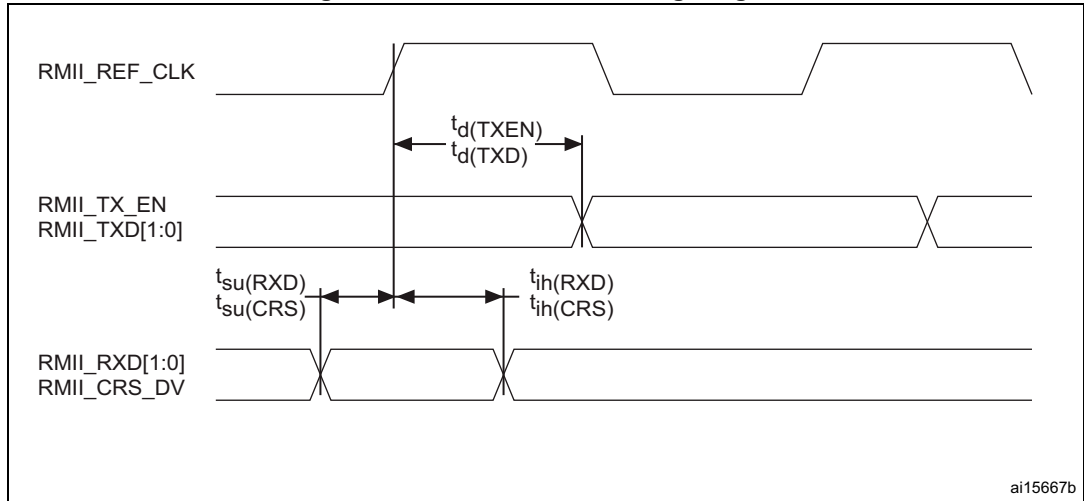 RMII_REF_CLK
td(TXEN)
td(TXD)
RMII_TX_EN
RMII_TXD[1:0]
tsu(RXD)
tsu(CRS)
tih(RXD)
tih(CRS)
RMII_RXD[1:0]
RMII_CRS_DV
ai15667b